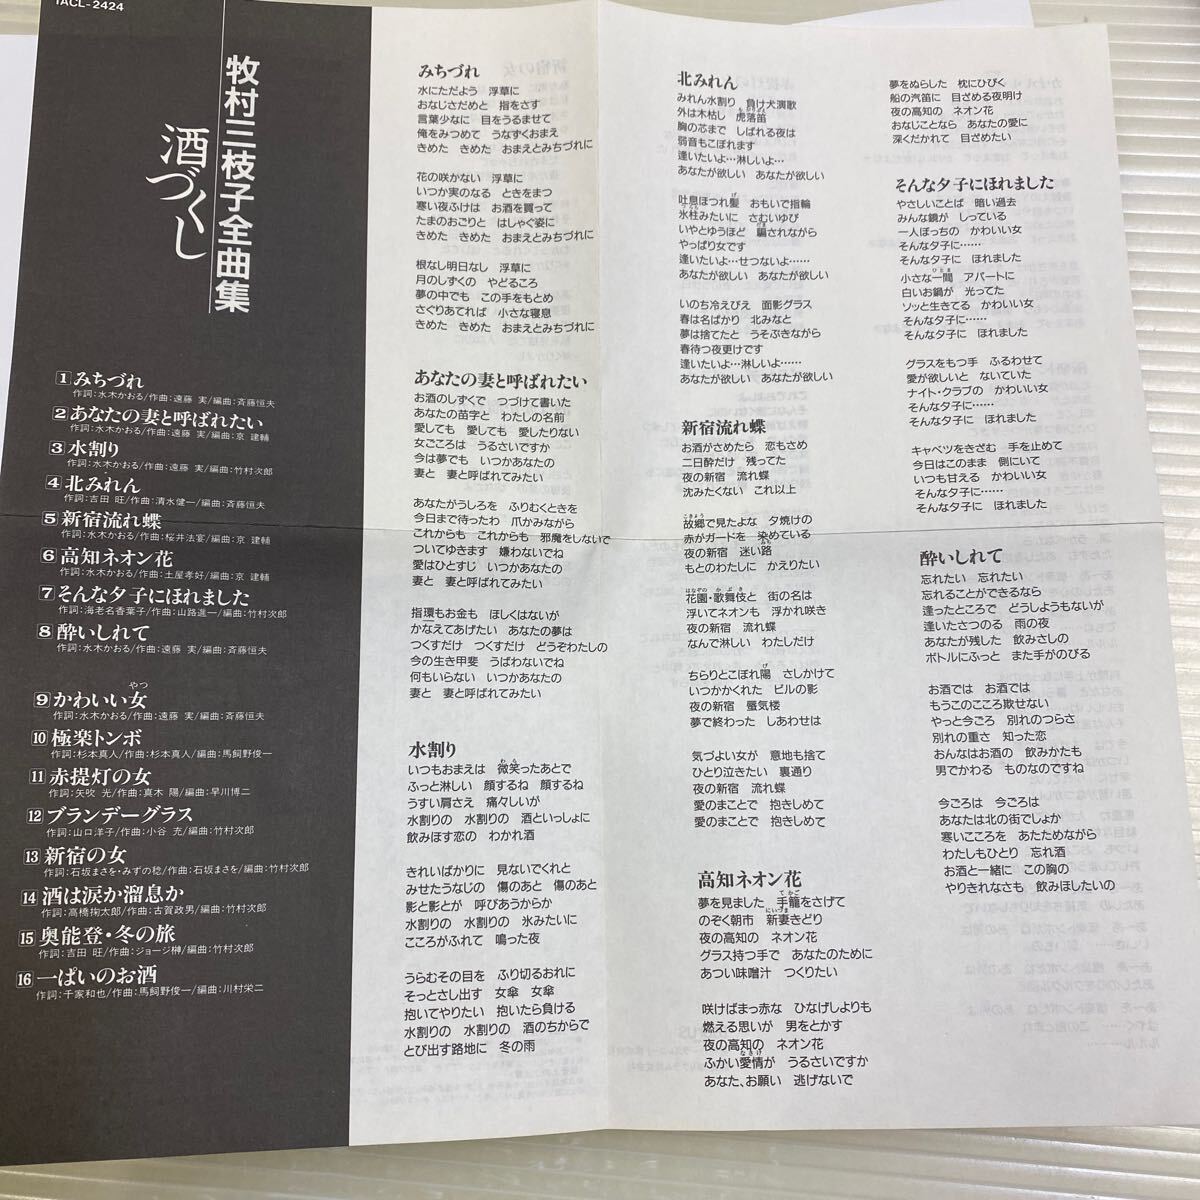 TACL-2424
牧村三枝子全曲集
酒づくし
1 みちづれ
作詞:水木かおる/作曲:遠藤 実/編曲:斉藤恒夫
2 あなたの妻と呼ばれたい
作詞:水木かおる/作曲:遠藤 実/編曲:京 建輔
3 水割り
作詞:水木かおる/作曲:遠藤 実/編曲:竹村次郎
4 北みれん
作詞:吉田 旺/作曲:清水健一/編曲:斉藤恒夫
5 新宿流れ蝶
作詞:水木かおる/作曲:桜井法宴/編曲:京 建輔
6 高知ネオン花
作詞:水木かおる/作曲:土屋孝好/編曲:京 建輔
7 そんな夕子にほれました
作詞:海老名香葉子/作曲:山路進一/編曲:竹村次郎
8 酔いしれて
作詞:水木かおる/作曲:遠藤 実/編曲:斉藤恒夫
9 かわいい女
やつ
作詞:水木かおる/作曲:遠藤 実/編曲:斉藤恒夫
10 極楽トンボ
作詞:杉本真人/作曲:杉本真人/編曲:馬飼野俊一
11 赤提灯の女
作詞:矢吹 光/作曲:真木 陽/編曲:早川博二
12 ブランデーグラス
作詞:山口洋子/作曲:小谷 充/編曲:竹村次郎
13 新宿の女
作詞:石坂まさを・みずの稔/作曲:石坂まさを/編曲:竹村次郎
14 酒は涙か溜息か
作詞:高橋掬太郎/作曲:古賀政男/編曲:竹村次郎
15 奥能登・冬の旅
作詞:吉田 旺/作曲:ジョージ榊/編曲:竹村次郎
16 一ぱいのお酒
作詞:千家和也/作曲:馬飼野俊一/編曲:川村栄二
みちづれ
水にただよう 浮草に
おなじさだめと 指をさす
言葉少なに 目をうるませて
俺をみつめて うなずくおまえ
きめた きめた おまえとみちづれに
花の咲かない 浮草に
いつか実のなる ときをまつ
寒い夜ふけは お酒を買って
たまのおごりと はしゃぐ姿に
きめた きめた おまえとみちづれに
根なし明日なし 浮草に
月のしずくの やどるころ
夢の中でも この手をもとめ
さぐりあてれば 小さな寝息
きめた きめた おまえとみちづれに
あなたの妻と呼ばれたい
お酒のしずくで つづけて書いた
あなたの苗字と わたしの名前
愛しても 愛しても 愛したりない
女ごころは うるさいですか
今は夢でも いつかあなたの
妻と 妻と呼ばれてみたい
あなたがうしろを ふりむくときを
今日まで待ったわ 爪かみながら
これからも これからも 邪魔をしないで
ついてゆきます 嫌わないでね
愛はひとすじ いつかあなたの
妻と 妻と呼ばれてみたい
指環もお金も ほしくはないが
かなえてあげたい あなたの夢は
つくすだけ つくすだけ どうぞわたしの
今の生き甲斐 うばわないでね
何もいらない いつかあなたの
妻と 妻と呼ばれてみたい
水割り
いつもおまえは 微笑ったあとで
わら
ふっと淋しい 顔するね 顔するね
うすい肩さえ 痛々しいが
水割りの 水割りの 酒といっしょに
飲みほす恋の わかれ酒
きれいばかりに 見ないでくれと
みせたうなじの 傷のあと 傷のあと
影と影とが 呼びあうからか
水割りの 水割りの 氷みたいに
こころがふれて 鳴った夜
うらむその目を ふり切るおれに
そっとさし出す 女傘 女傘
抱いてやりたい 抱いたら負ける
水割りの 水割りの 酒のちからで
とび出す路地に 冬の雨
北みれん
みれん水割り 負け犬演歌
外は木枯し 虎落笛
もがりぶえ
胸の芯まで しばれる夜は
弱音もこぼれます
逢いたいよ…淋しいよ…
あなたが欲しい あなたが欲しい
吐息ほつれ髪 おもいで指輪
げ
氷柱みたいに さむいゆび
つらら
いやとゆうほど 騙されながら
だま
やっぱり女です
逢いたいよ…せつないよ……
あなたが欲しい あなたが欲しい
いのち冷えびえ 面影グラス
春は名ばかり 北みなと
夢は捨てたと うそぶきながら
春待つ夜更けです
逢いたいよ…淋しいよ……
あなたが欲しい あなたが欲しい
新宿流れ蝶
お酒がさめたら 恋もさめ
二日酔だけ 残ってた
夜の新宿 流れ蝶
沈みたくない これ以上
故郷で見たよな 夕焼けの
こきょう
赤がガードを 染めている
夜の新宿 迷い路
みち
もとのわたしに かえりたい
花園・歌舞伎と 街の名は
はなぞの かぶき
浮いてネオンも 浮かれ咲き
夜の新宿 流れ蝶
なんで淋しい わたしだけ
ちらりとこぼれ陽 さしかけて
び
いつかかくれた ビルの影
夜の新宿 蜃気楼
夢で終わった しあわせは
気づよい女が 意地も捨て
ひとり泣きたい 裏通り
夜の新宿 流れ蝶
愛のまことで 抱きしめて
愛のまことで 抱きしめて
高知ネオン花
夢を見ました 手籠をさげて
てかご
のぞく朝市 新妻きどり
にいづま
夜の高知の ネオン花
グラス持つ手で あなたのために
あつい味噌汁 つくりたい
咲けばまっ赤な ひなげしよりも
燃える思いが 男をとかす
夜の高知の ネオン花
ふかい愛情が うるさいですか
なさけ
あなた、お願い 逃げないで
夢をぬらした 枕にひびく
船の汽笛に 目ざめる夜明け
夜の高知の ネオン花
おなじことなら あなたの愛に
深くだかれて 目ざめたい
そんな夕子にほれました
やさしいことば 暗い過去
みんな鏡が しっている
一人ぼっちの かわいい女
そんな夕子に……
そんな夕子に ほれました
小さな一間 アパートに
ひとま
白いお鍋が 光ってた
ソッと生きてる かわいい女
そんな夕子に……
そんな夕子に ほれました
グラスをもつ手 ふるわせて
愛が欲しいと ないていた
ナイト・クラブの かわいい女
そんな夕子に……
そんな夕子に ほれました
キャベツをきざむ 手を止めて
今日はこのまま 側にいて
いつも甘える かわいい女
そんな夕子に……
そんな夕子に ほれました
酔いしれて
忘れたい 忘れたい
忘れることができるなら
逢ったところで どうしようもないが
逢いたさつのる 雨の夜
あなたが残した 飲みさしの
ボトルにふっと また手がのびる
お酒では お酒では
もうこのこころ欺せない
やっと今ごろ 別れのつらさ
別れの重さ 知った恋
おんなはお酒の 飲みかたも
男でかわる ものなのですね
今ごろは 今ごろは
あなたは北の街でしょか
寒いこころを あたためながら
わたしもひとり 忘れ酒
お酒と一緒に この胸の
やりきれなさも 飲みほしたいの